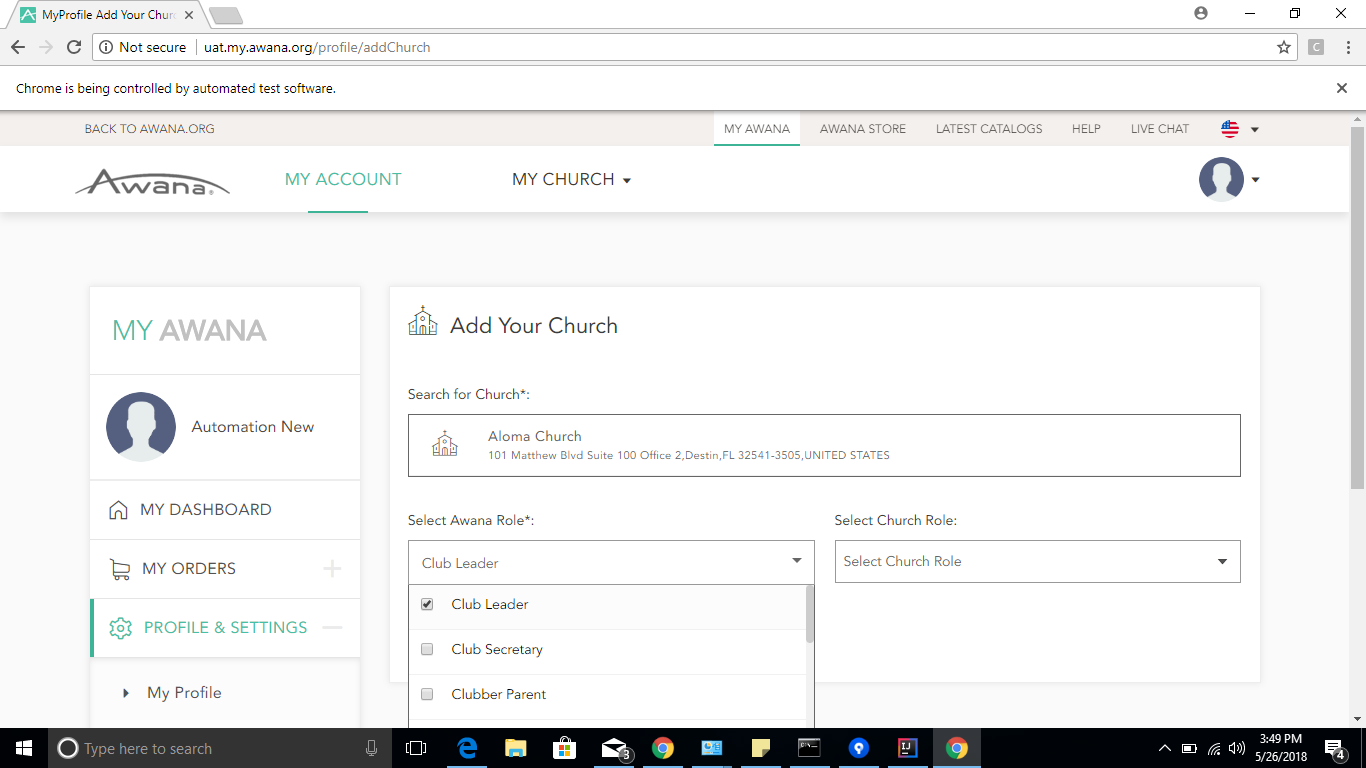 MyProfile Add Your Churc
Not secure uat.my.awana.org/profile/addChurch
C
Chrome is being controlled by automated test software.
BACK TO AWANA.ORG MY AWANA AWANA STORE LATEST CATALOGS HELP LIVE CHAT
Awana® MY ACCOUNT MY CHURCH
MY AWANA
Automation New
MY DASHBOARD
MY ORDERS
PROFILE & SETTINGS
My Profile
Add Your Church
Search for Church*:
Aloma Church
101 Matthew Blvd Suite 100 Office 2,Destin,FL 32541-3505,UNITED STATES
Select Awana Role*: Select Church Role:
Club Leader Select Church Role
Club Leader
Club Secretary
Clubber Parent
Type here to search 3 IJ 3:49 PM
5/26/2018 4